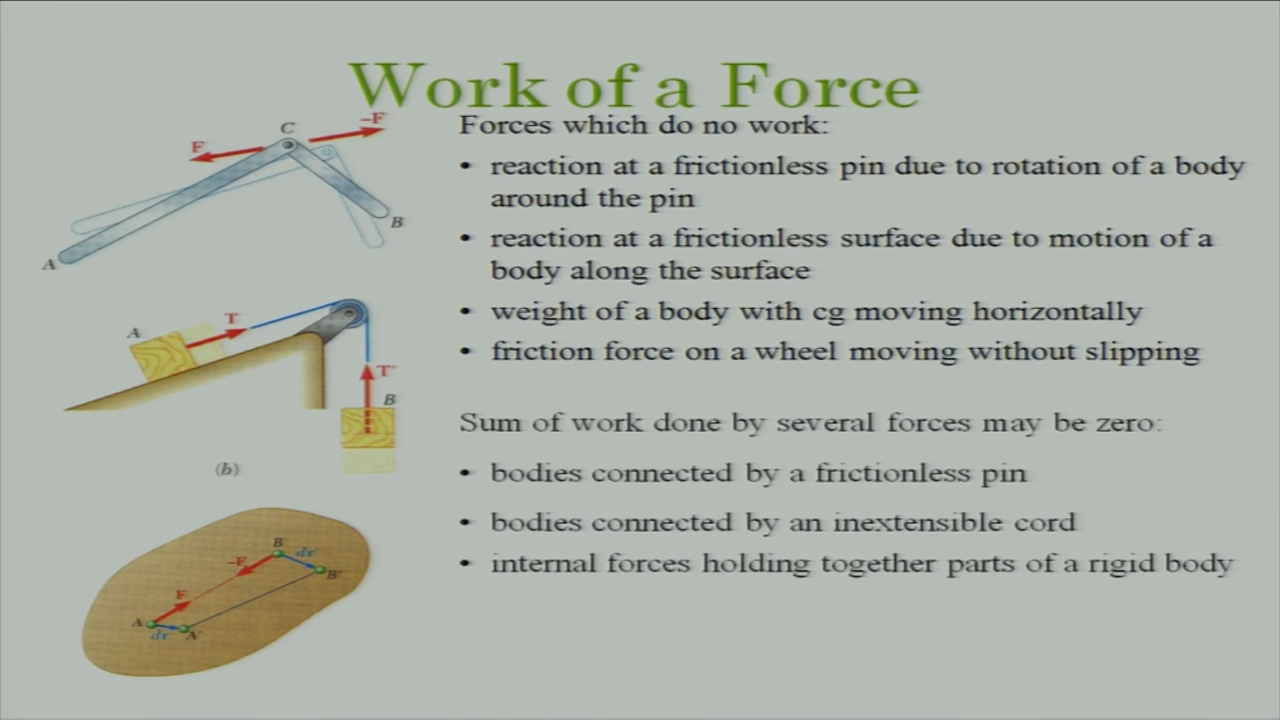 Work of a Force
Forces which do no work:
• reaction at a frictionless pin due to rotation of a body
around the pin
• reaction at a frictionless surface due to motion of a
body along the surface
• weight of a body with cg moving horizontally
• friction force on a wheel moving without slipping
Sum of work done by several forces may be zero:
• bodies connected by a frictionless pin
• bodies connected by an inextensible cord
• internal forces holding together parts of a rigid body
C
F
–F
A
B
A
T
T'
B
(b)
B
dr'
–F
B'
F
A
dr
A'